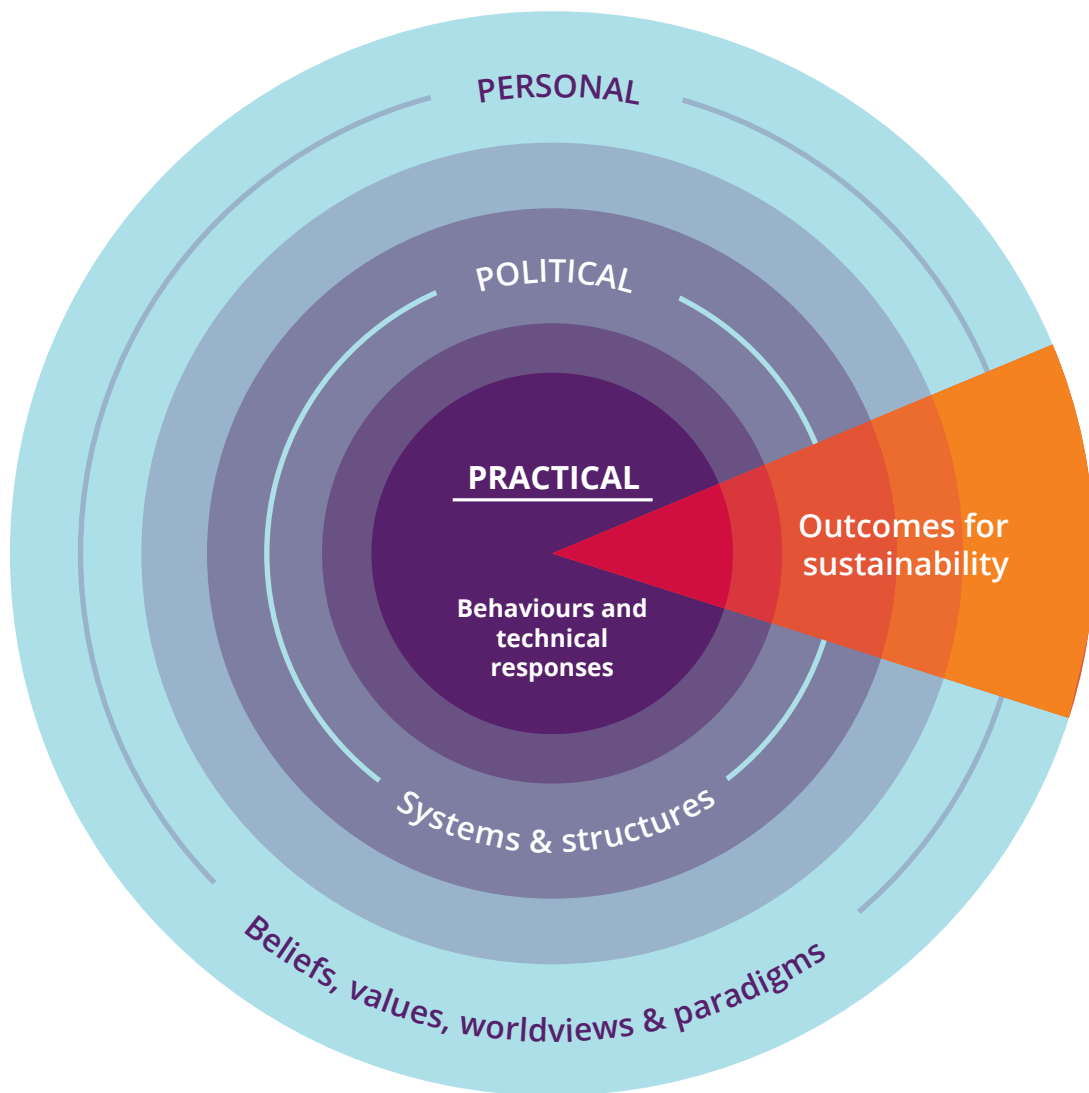 PERSONAL
POLITICAL
PRACTICAL
Behaviours and
technical
responses
Outcomes for
sustainability
Systems & structures
Beliefs, values, worldviews & paradigms